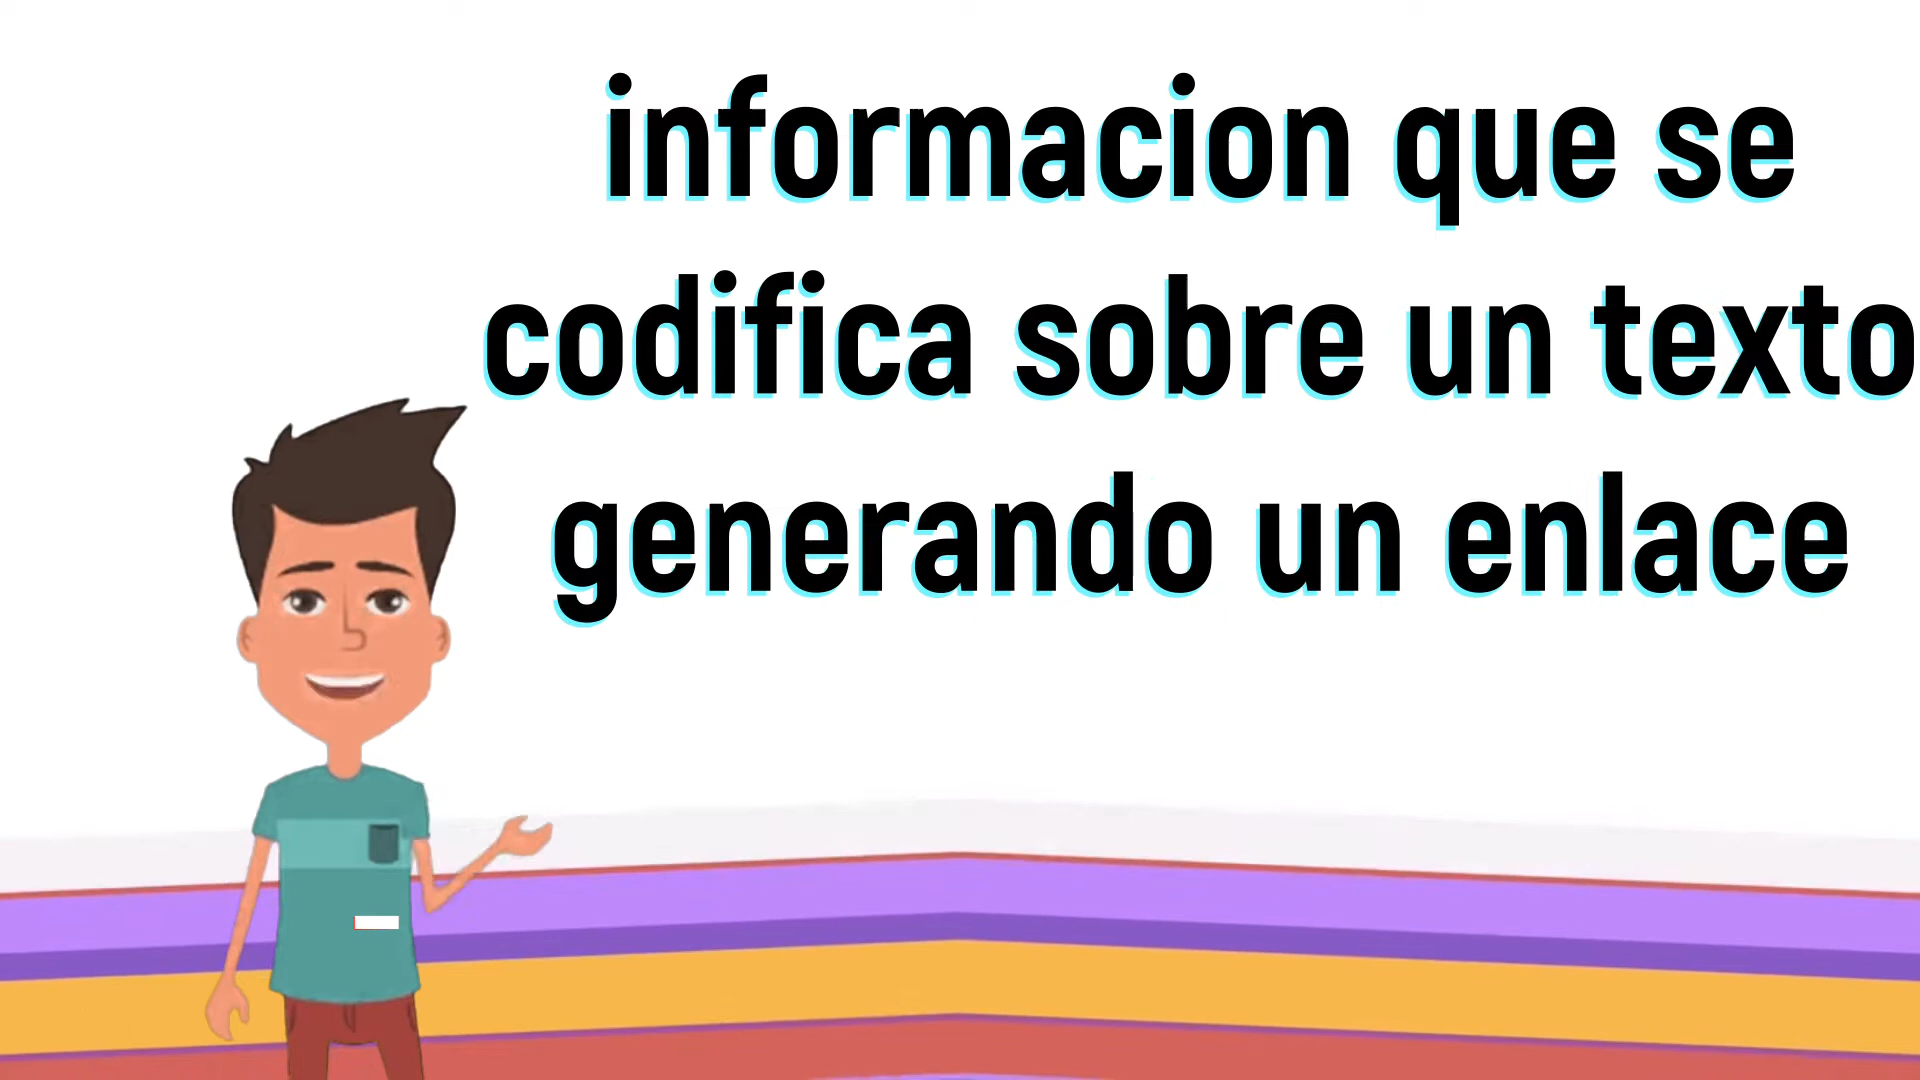 informacion que se
codifica sobre un texto
generando un enlace